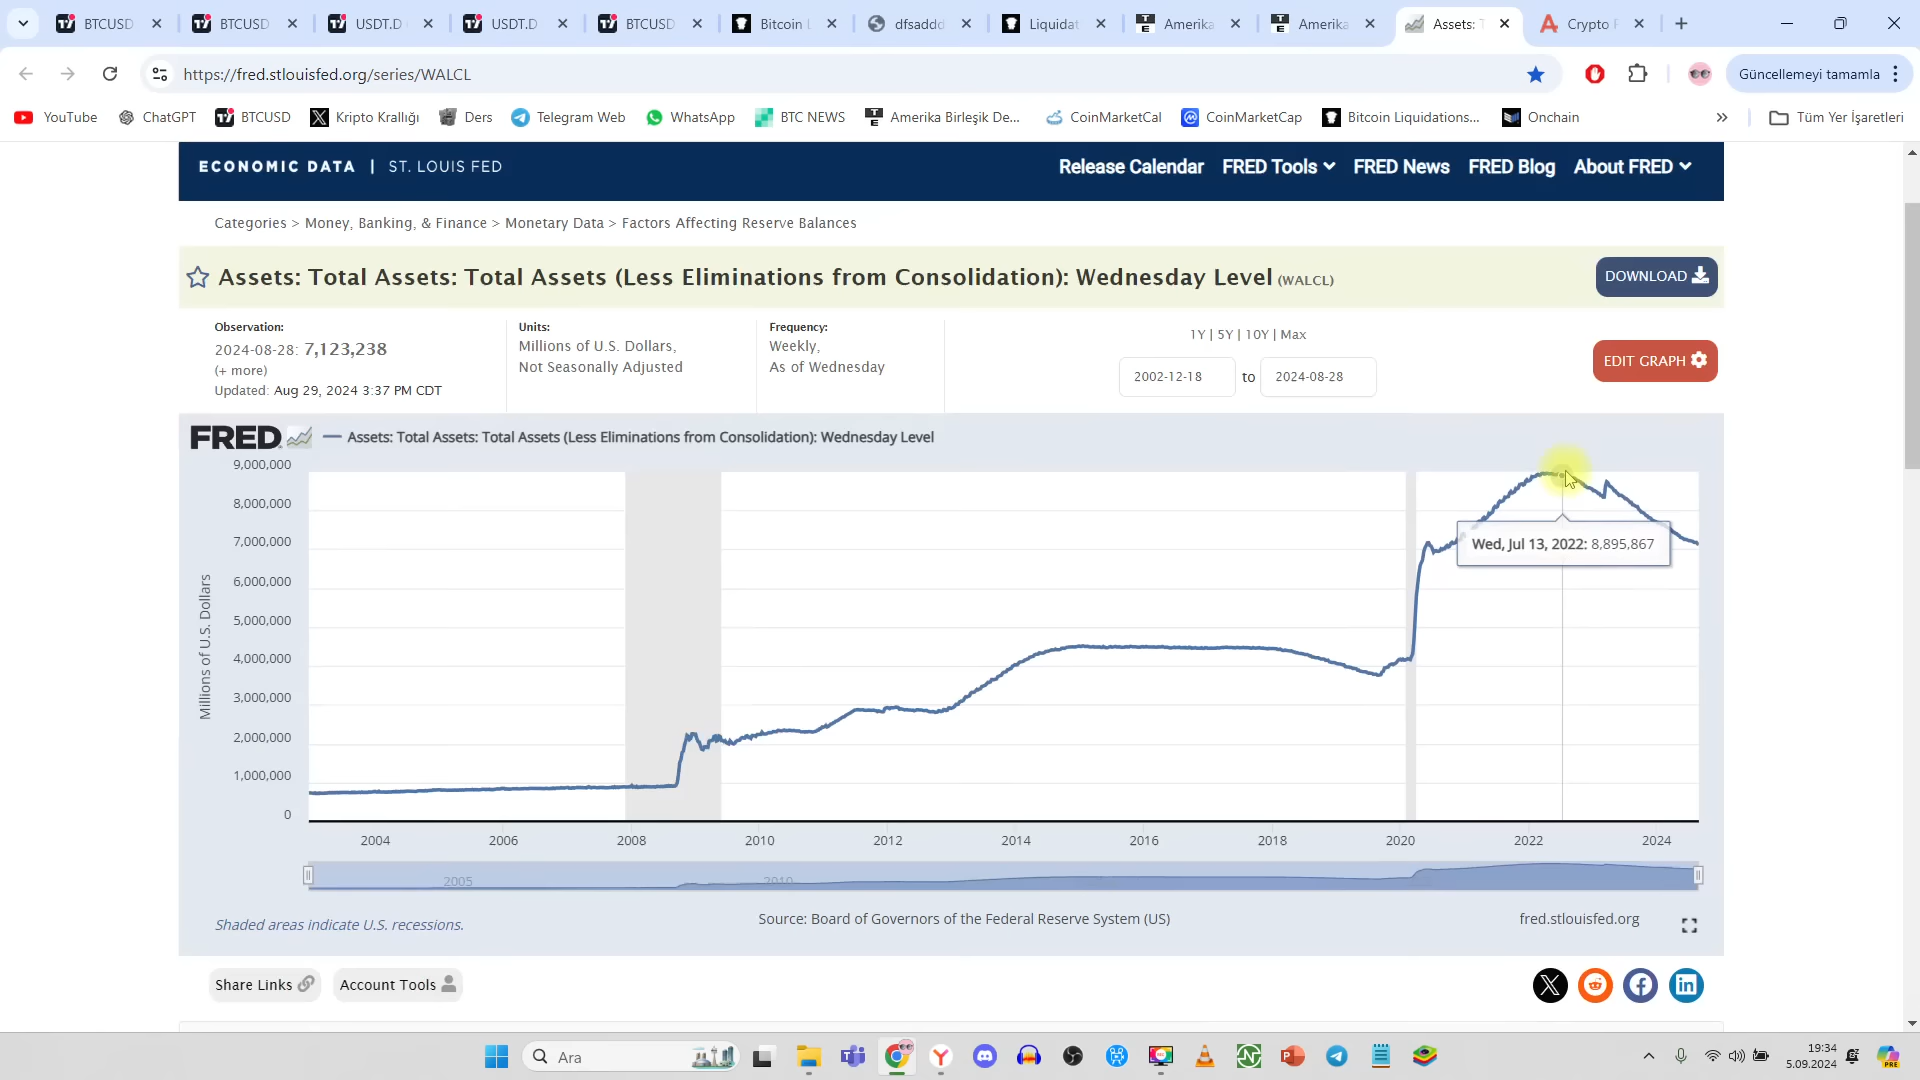 BTCUSD
BTCUSD
USDT.D
USDT.D
BTCUSD
Bitcoin L
dfsaddd
Liquidat
Amerika
Amerika
Assets: T
Crypto F
https://fred.stlouisfed.org/series/WALCL
Güncellemeyi tamamla
YouTube
ChatGPT
BTCUSD
Kripto Krallığı
Ders
Telegram Web
WhatsApp
BTC NEWS
Amerika Birleşik De...
CoinMarketCal
CoinMarketCap
Bitcoin Liquidations...
Onchain
Tüm Yer İşaretleri
ECONOMIC DATA | ST. LOUIS FED
Release Calendar
FRED Tools
FRED News
FRED Blog
About FRED
Categories > Money, Banking, & Finance > Monetary Data > Factors Affecting Reserve Balances
Assets: Total Assets: Total Assets (Less Eliminations from Consolidation): Wednesday Level (WALCL)
DOWNLOAD
Observation:
2024-08-28: 7,123,238
(+ more)
Updated: Aug 29, 2024 3:37 PM CDT
Units:
Millions of U.S. Dollars,
Not Seasonally Adjusted
Frequency:
Weekly,
As of Wednesday
1Y | 5Y | 10Y | Max
2002-12-18 to 2024-08-28
EDIT GRAPH
FRED
Assets: Total Assets: Total Assets (Less Eliminations from Consolidation): Wednesday Level
Millions of U.S. Dollars
9,000,000
8,000,000
7,000,000
6,000,000
5,000,000
4,000,000
3,000,000
2,000,000
1,000,000
0
Wed, Jul 13, 2022: 8,895,867
2004 2006 2008 2010 2012 2014 2016 2018 2020 2022 2024
2005 2010
Shaded areas indicate U.S. recessions.
Source: Board of Governors of the Federal Reserve System (US)
fred.stlouisfed.org
Share Links
Account Tools
Ara
19:34
5.09.2024
PRE